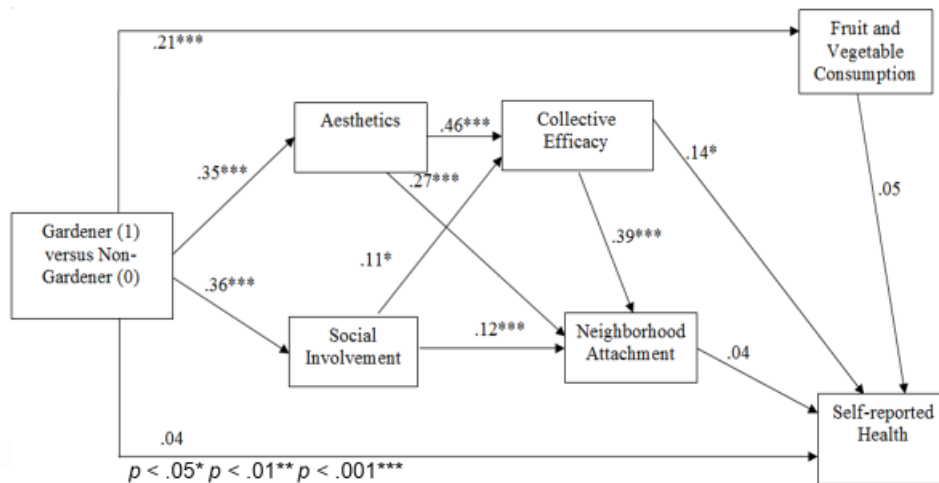 .21***
Fruit and
Vegetable
Consumption
Aesthetics
.46***
Collective
Efficacy
.14*
.35***
.27***
.05
Gardener (1)
versus Non-
Gardener (0)
.39***
.11*
.36***
Social
Involvement
.12***
Neighborhood
Attachment
.04
Self-reported
Health
.04
p < .05* p < .01** p < .001***